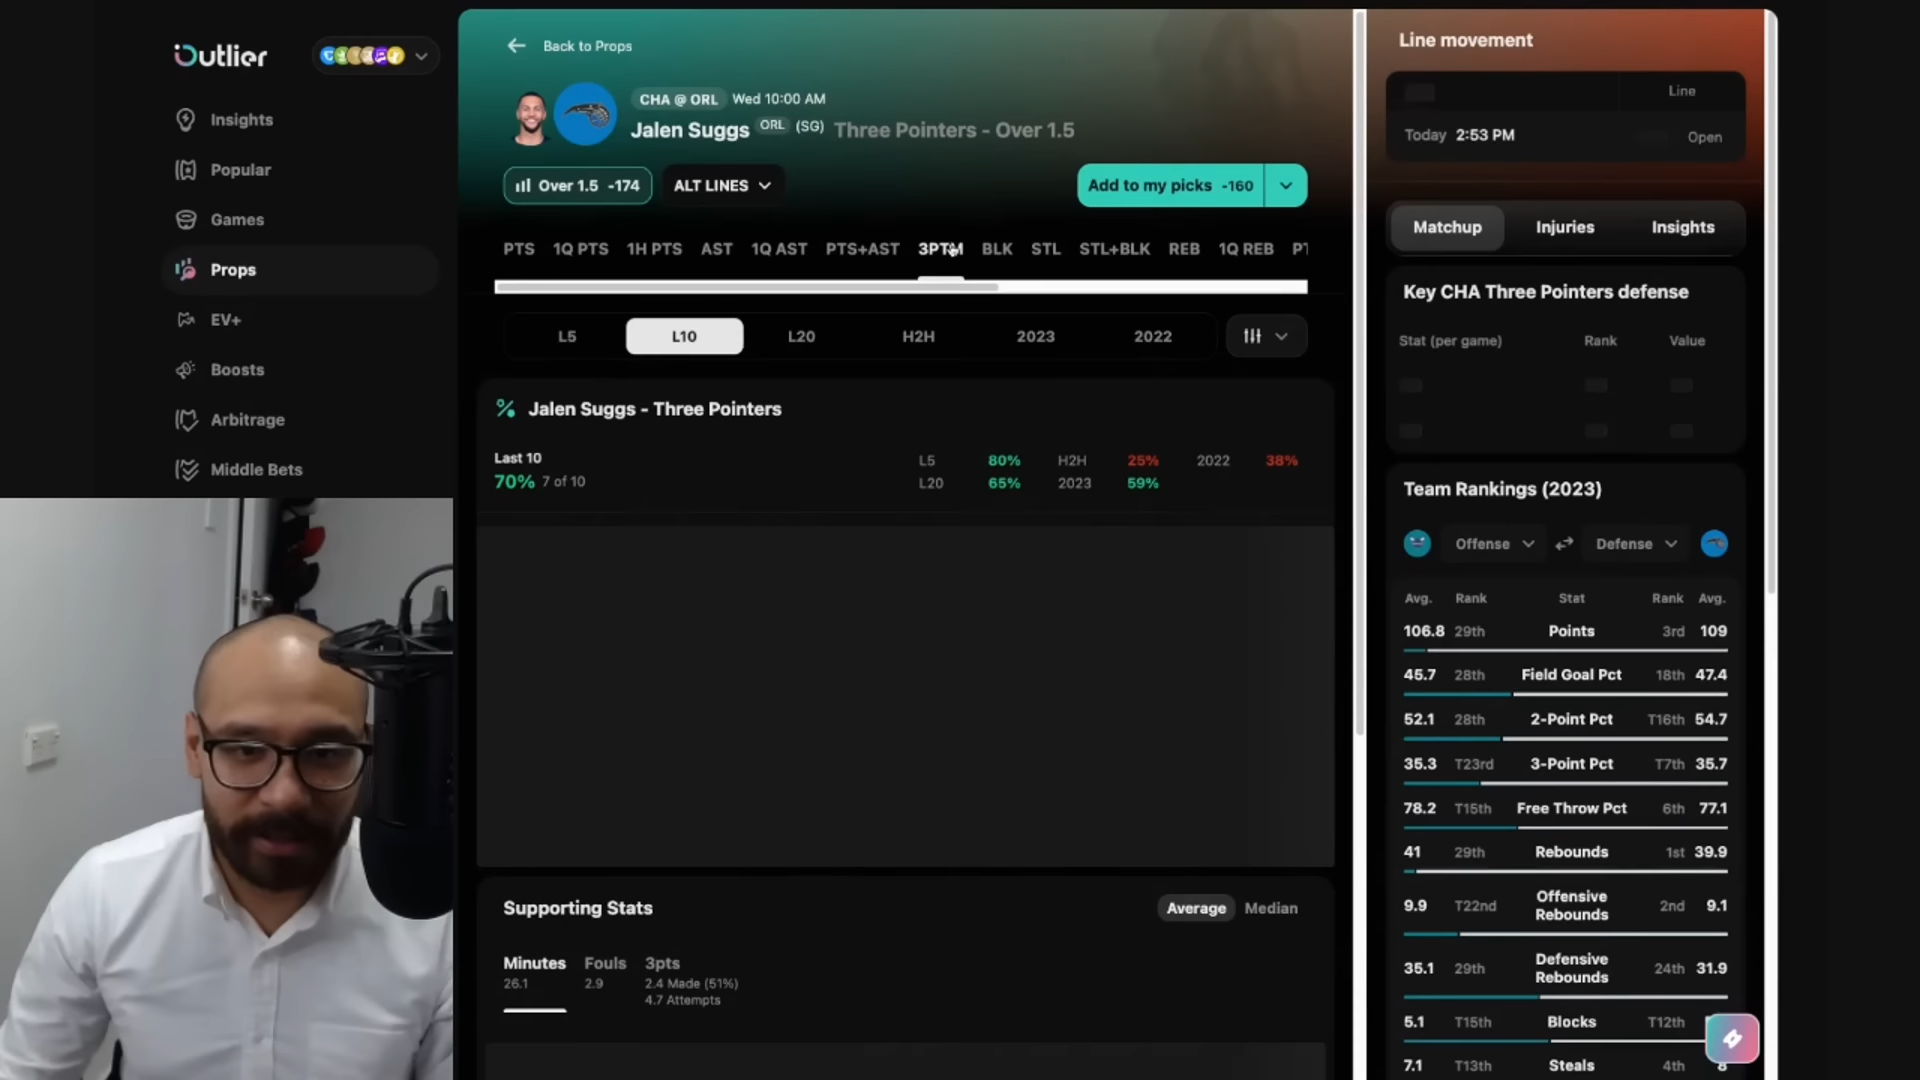 Outlier
Insights
Popular
Games
Props
EV+
Boosts
Arbitrage
Middle Bets
Back to Props
CHA @ ORL Wed 10:00 AM
Jalen Suggs ORL (SG) Three Pointers - Over 1.5
Over 1.5 -174 ALT LINES
Add to my picks -160
PTS 1Q PTS 1H PTS AST 1Q AST PTS+AST 3PTM BLK STL STL+BLK REB 1Q REB PT
L5 L10 L20 H2H 2023 2022
Jalen Suggs - Three Pointers
Last 10
70% 7 of 10
L5 80% H2H 25% 2022 38%
L20 65% 2023 59%
Supporting Stats
Average Median
Minutes Fouls 3pts
26.1 2.9 2.4 Made (51%)
4.7 Attempts
Line movement
Line
Today 2:53 PM Open
Matchup Injuries Insights
Key CHA Three Pointers defense
Stat (per game) Rank Value
Team Rankings (2023)
Offense Defense
Avg. Rank Stat Rank Avg.
106.8 29th Points 3rd 109
45.7 28th Field Goal Pct 18th 47.4
52.1 28th 2-Point Pct T16th 54.7
35.3 T23rd 3-Point Pct T7th 35.7
78.2 T15th Free Throw Pct 6th 77.1
41 29th Rebounds 1st 39.9
9.9 T22nd Offensive Rebounds 2nd 9.1
35.1 29th Defensive Rebounds 24th 31.9
5.1 T15th Blocks T12th
7.1 T13th Steals 4th 8